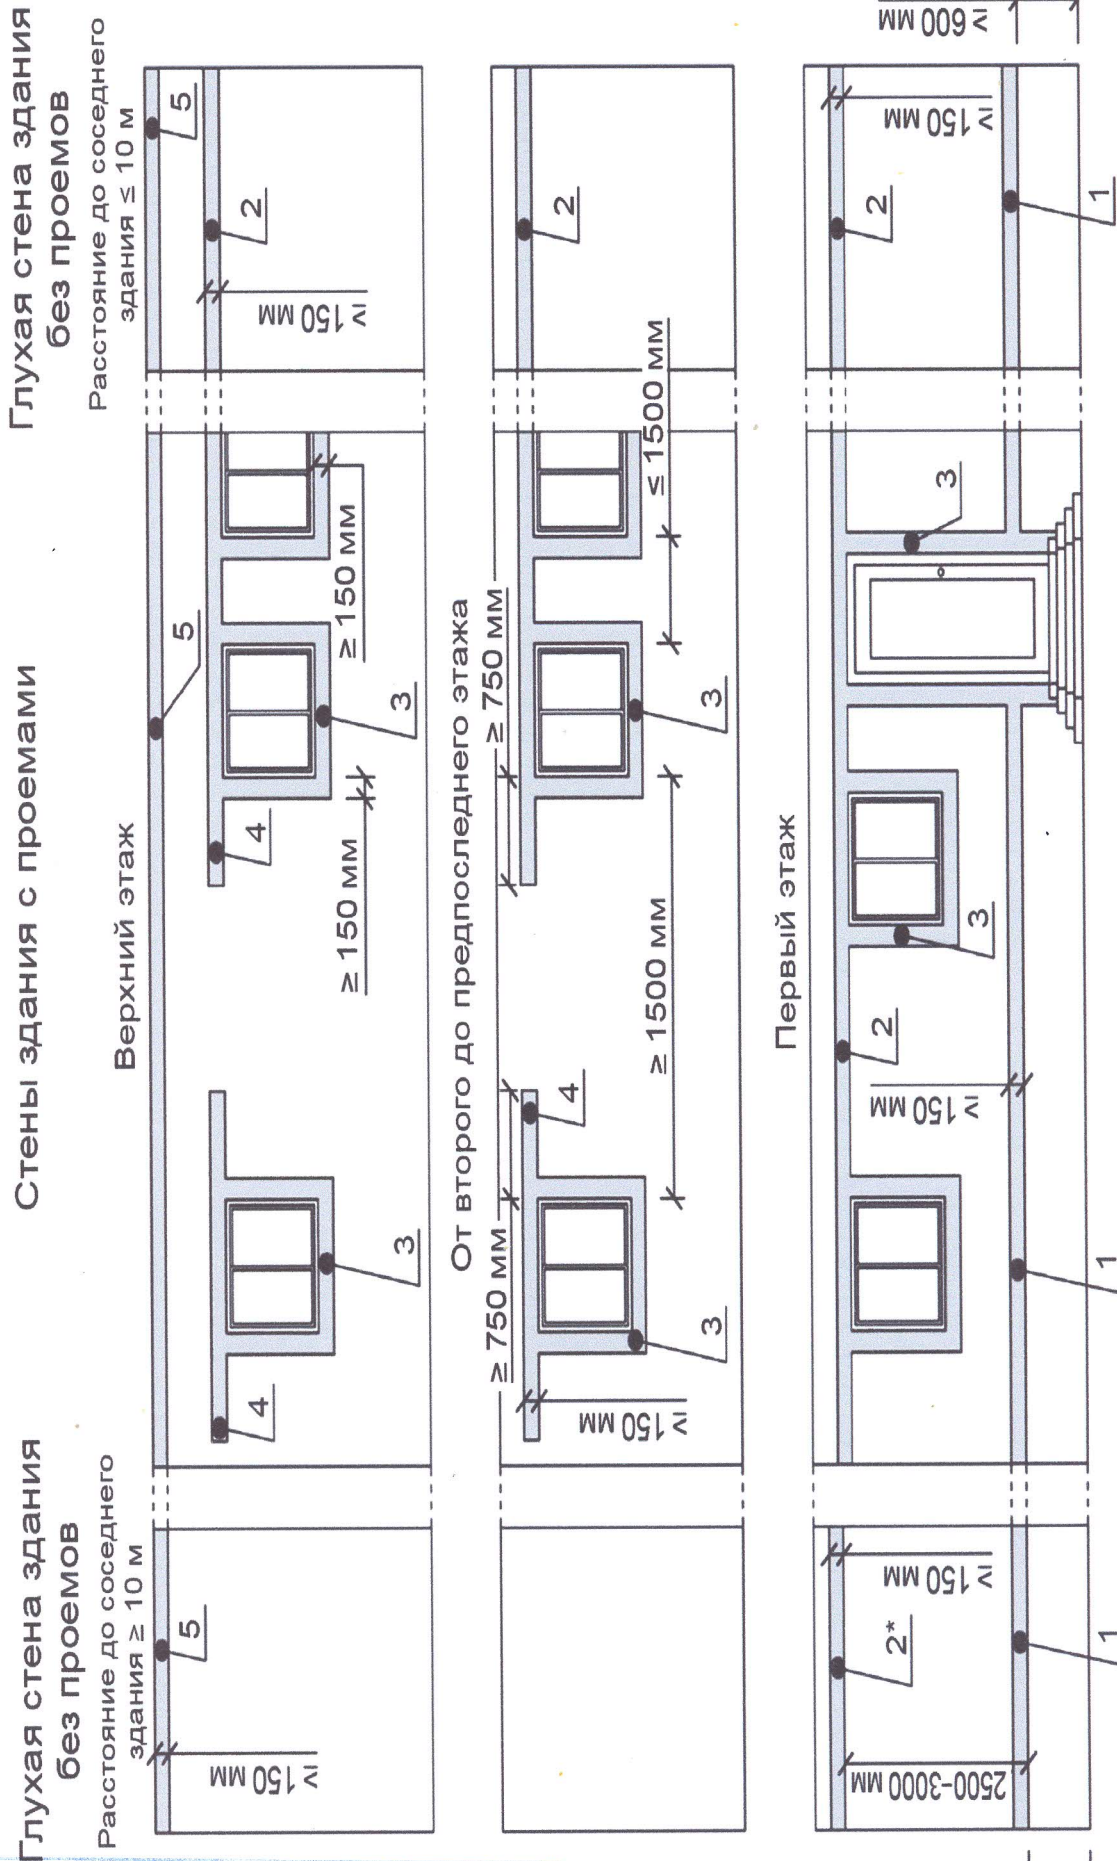 Глухая стена здания
без проемов
Расстояние до соседнего
здания ≥ 10 м
Стены здания с проемами
Глухая стена здания
без проемов
Расстояние до соседнего
здания ≤ 10 м
Верхний этаж
5
≥ 150 мм
4
3
≥ 150 мм
4
3
5
≥ 150 мм
≥ 150 мм
2
5
От второго до предпоследнего этажа
≥ 750 мм
≥ 150 мм
3
4
≥ 1500 мм
≥ 750 мм
3
≤ 1500 мм
2
Первый этаж
2500-3000 мм
2*
≥ 150 мм
1
1
≥ 150 мм
2
3
3
2
≥ 150 мм
1
≥ 600 мм